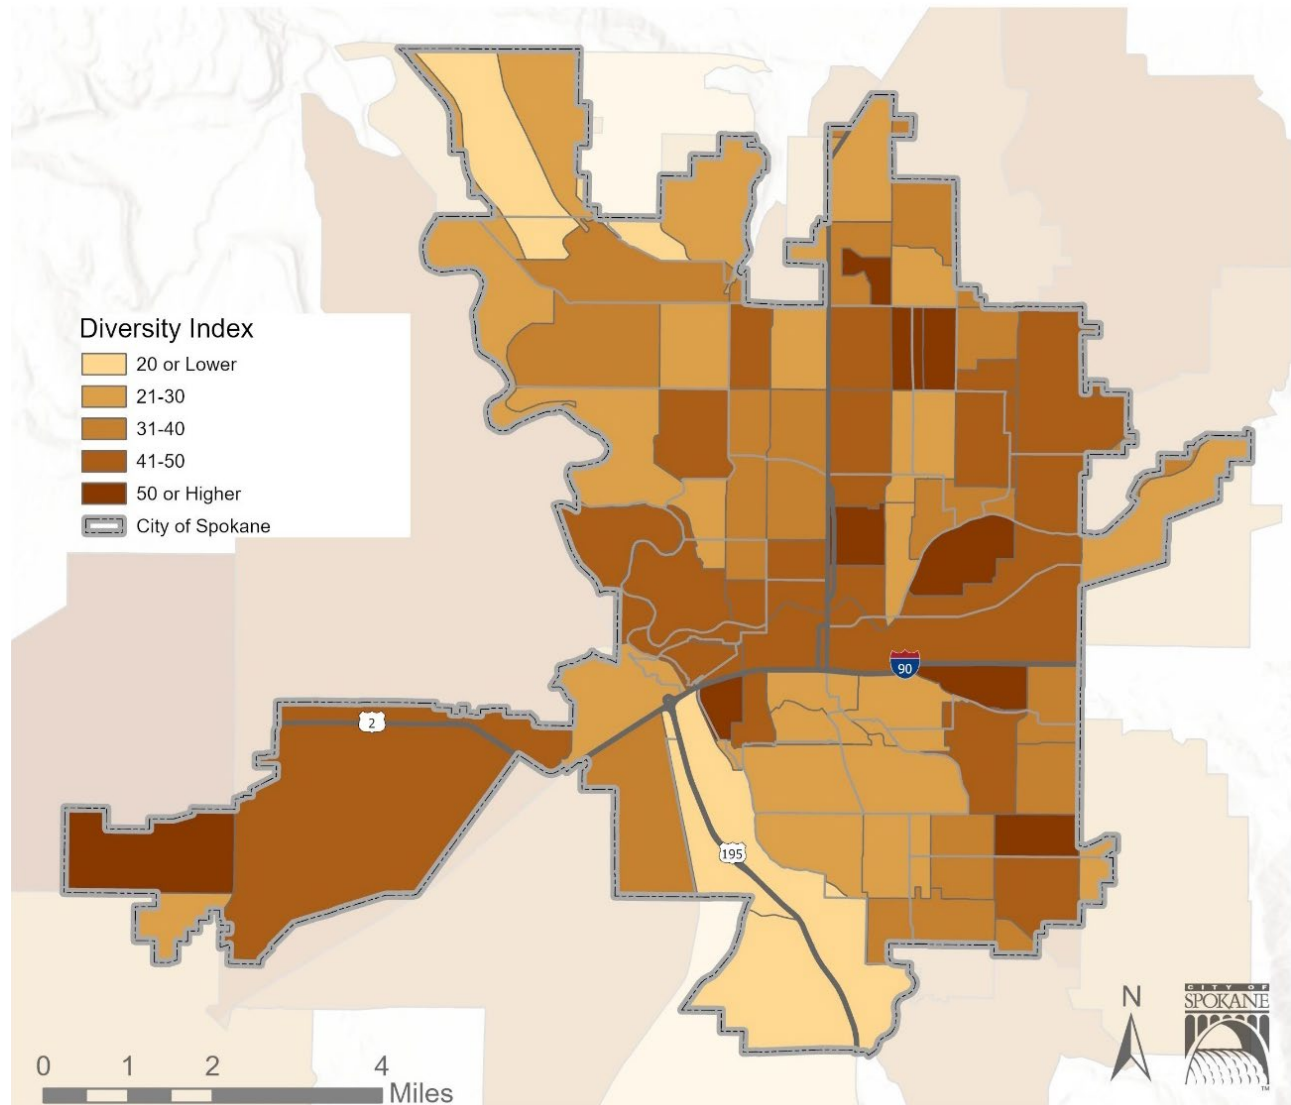 Diversity Index
20 or Lower
21-30
31-40
41-50
50 or Higher
City of Spokane
90
2
195
N
CITY OF
SPOKANE
TM
0 1 2 4
Miles